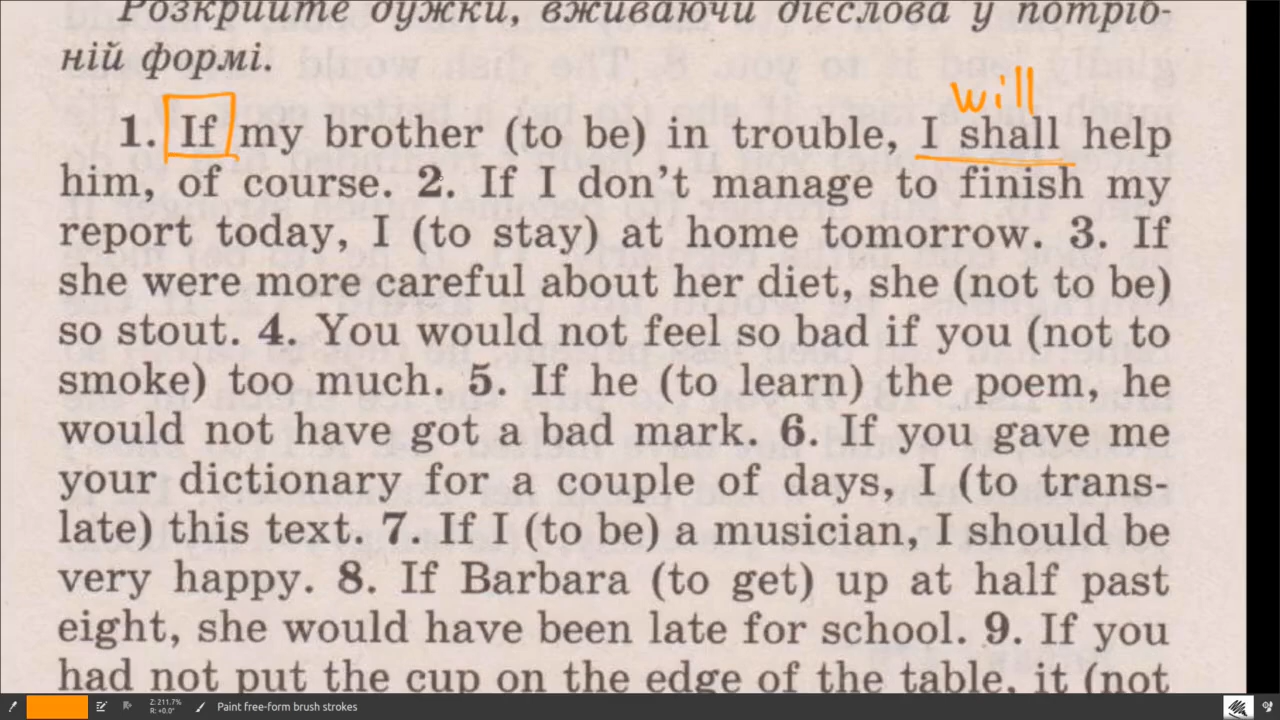 Розкрийте дужки, вживаючи дієслова у потріб-
ній формі.
will
1. If my brother (to be) in trouble, I shall help
him, of course. 2. If I don't manage to finish my
report today, I (to stay) at home tomorrow. 3. If
she were more careful about her diet, she (not to be)
so stout. 4. You would not feel so bad if you (not to
smoke) too much. 5. If he (to learn) the poem, he
would not have got a bad mark. 6. If you gave me
your dictionary for a couple of days, I (to trans-
late) this text. 7. If I (to be) a musician, I should be
very happy. 8. If Barbara (to get) up at half past
eight, she would have been late for school. 9. If you
had not put the cup on the edge of the table, it (not
Z: 211.7%
R: +0.0°
Paint free-form brush strokes